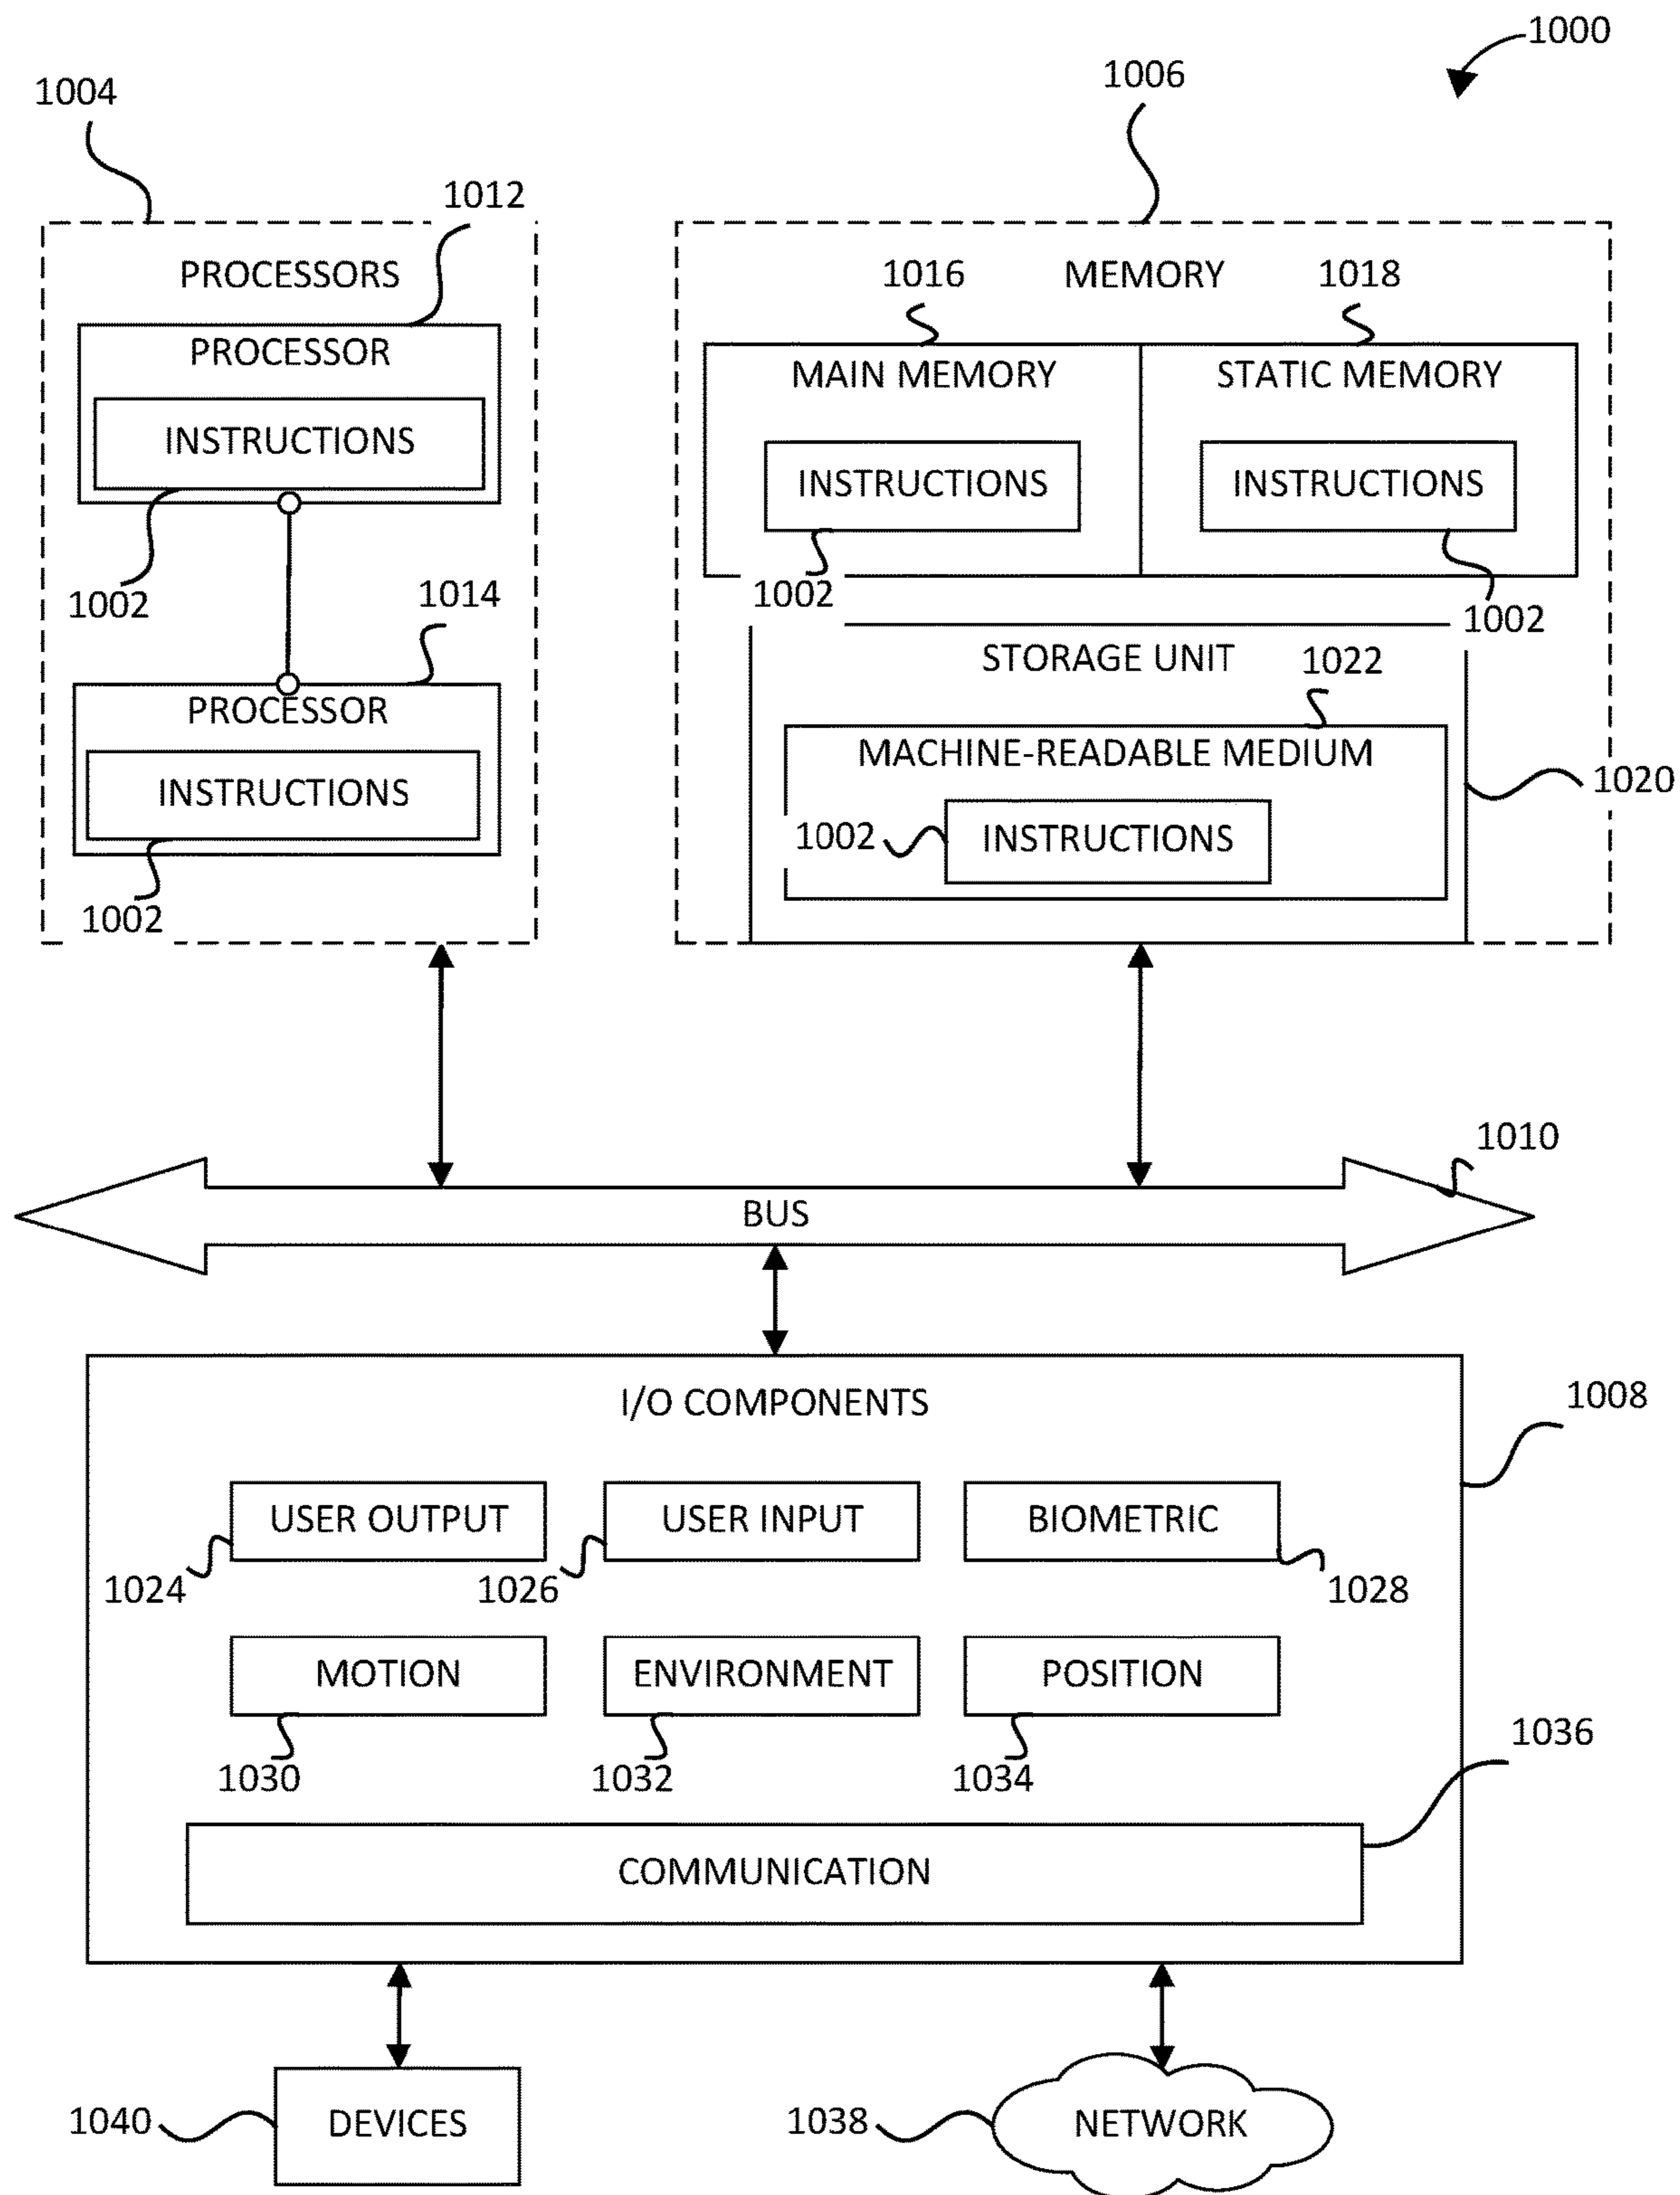 1000
1006
1004
1012
PROCESSORS
PROCESSOR
INSTRUCTIONS
1002
1014
PROCESSOR
INSTRUCTIONS
1002
MEMORY
1016
1018
MAIN MEMORY
STATIC MEMORY
INSTRUCTIONS
INSTRUCTIONS
1002
1002
STORAGE UNIT
1022
MACHINE-READABLE MEDIUM
1020
1002
INSTRUCTIONS
1010
BUS
I/O COMPONENTS
1008
USER OUTPUT
USER INPUT
BIOMETRIC
1024
1026
1028
MOTION
ENVIRONMENT
POSITION
1030
1032
1034
1036
COMMUNICATION
1040
DEVICES
1038
NETWORK